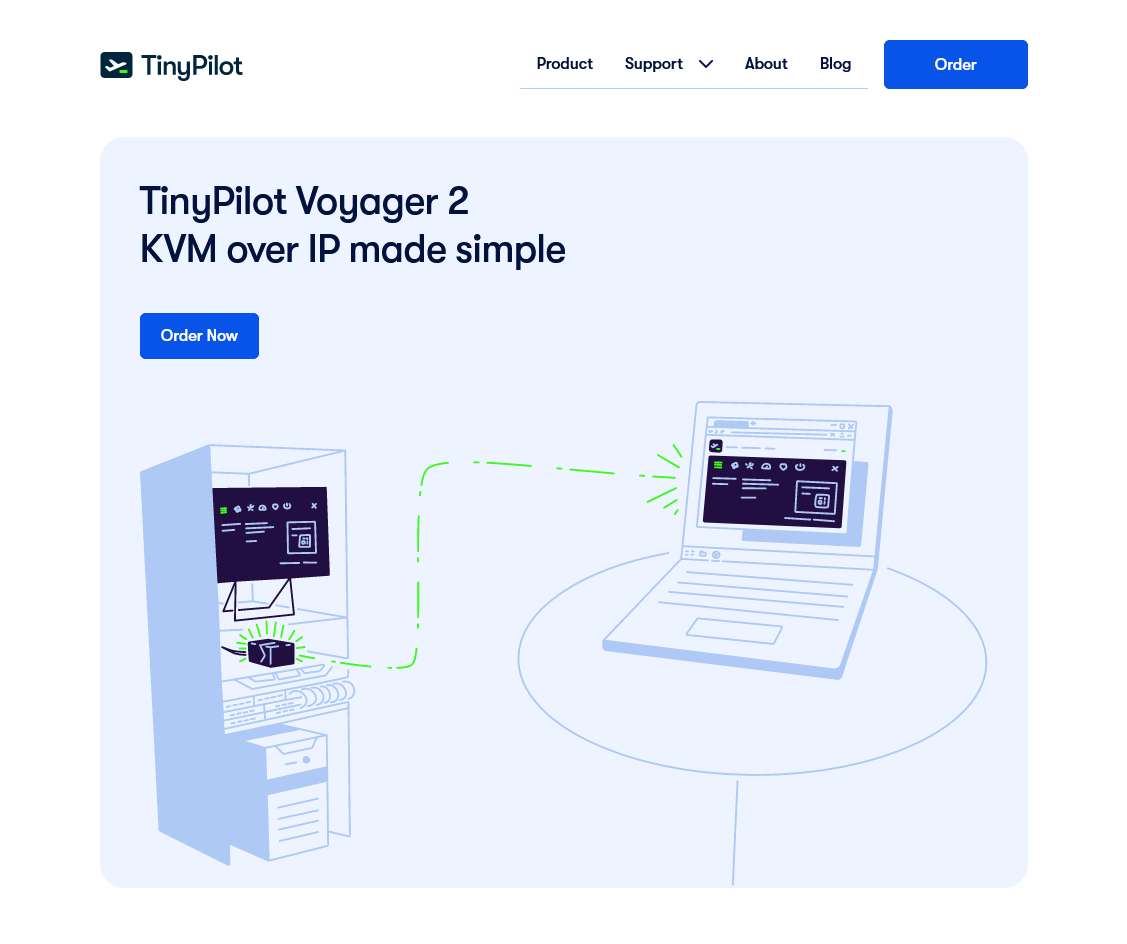 TinyPilot
Product Support About Blog Order
TinyPilot Voyager 2
KVM over IP made simple
Order Now